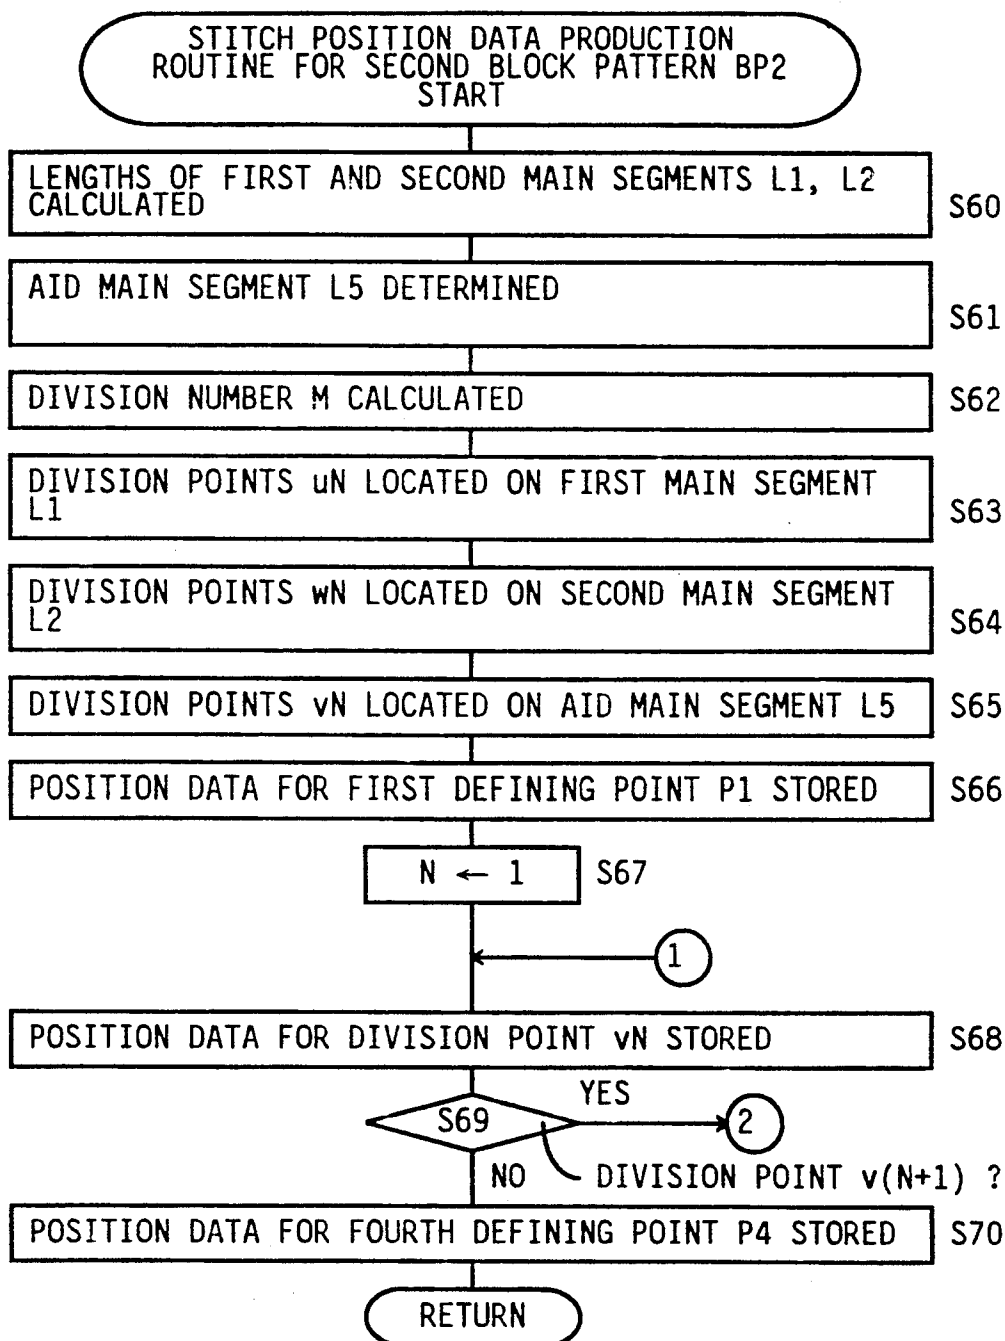 STITCH POSITION DATA PRODUCTION
ROUTINE FOR SECOND BLOCK PATTERN BP2
START
LENGTHS OF FIRST AND SECOND MAIN SEGMENTS L1, L2
CALCULATED
S60
AID MAIN SEGMENT L5 DETERMINED
S61
DIVISION NUMBER M CALCULATED
S62
DIVISION POINTS uN LOCATED ON FIRST MAIN SEGMENT
L1
S63
DIVISION POINTS wN LOCATED ON SECOND MAIN SEGMENT
L2
S64
DIVISION POINTS vN LOCATED ON AID MAIN SEGMENT L5
S65
POSITION DATA FOR FIRST DEFINING POINT P1 STORED
S66
N ← 1
S67
1
POSITION DATA FOR DIVISION POINT vN STORED
S68
YES
S69
2
NO
DIVISION POINT v(N+1) ?
POSITION DATA FOR FOURTH DEFINING POINT P4 STORED
S70
RETURN